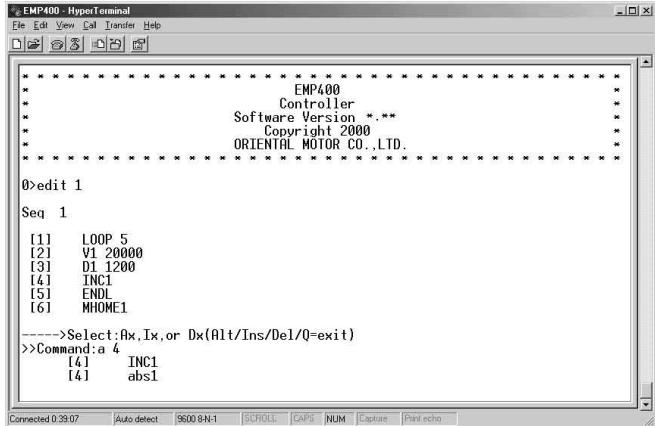 EMP400 - HyperTerminal
File Edit View Call Transfer Help
* * * * * * * * * * * * * * * * * * * * * * * * * * * * * * * * * * * * * * * *
* EMP400 *
* Controller *
* Software Version *.** *
* Copyright 2000 *
* ORIENTAL MOTOR CO.,LTD. *
* * * * * * * * * * * * * * * * * * * * * * * * * * * * * * * * * * * * * * * *
0>edit 1
Seq 1
[1] LOOP 5
[2] V1 20000
[3] D1 1200
[4] INC1
[5] ENDL
[6] MHOME1
----->Select:Ax,Ix,or Dx(Alt/Ins/Del/Q=exit)
>>Command:a 4
[4] INC1
[4] abs1
Connected 0:39:07 Auto detect 9600 8-N-1 SCROLL CAPS NUM Capture Print echo